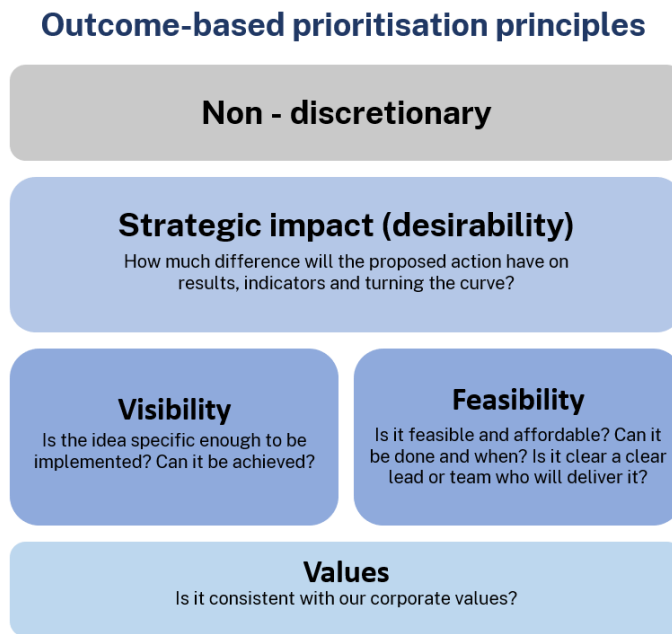 Outcome-based prioritisation principles
Non - discretionary
Strategic impact (desirability)
How much difference will the proposed action have on
results, indicators and turning the curve?
Visibility
Is the idea specific enough to be
implemented? Can it be achieved?
Feasibility
Is it feasible and affordable? Can it
be done and when? Is it clear a clear
lead or team who will deliver it?
Values
Is it consistent with our corporate values?